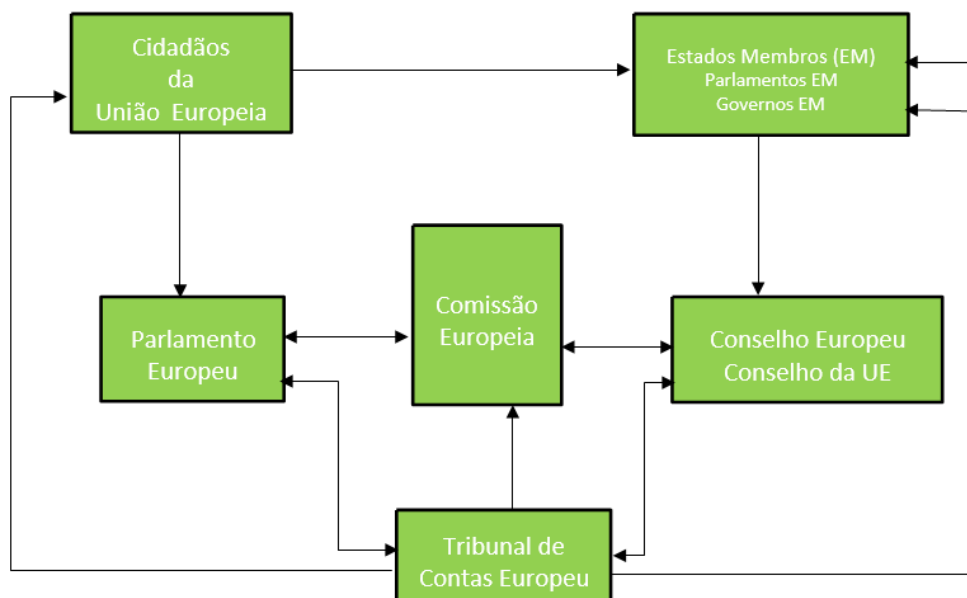 Cidadãos
da
União Europeia
Estados Membros (EM)
Parlamentos EM
Governos EM
Parlamento
Europeu
Comissão
Europeia
Conselho Europeu
Conselho da UE
Tribunal de
Contas Europeu